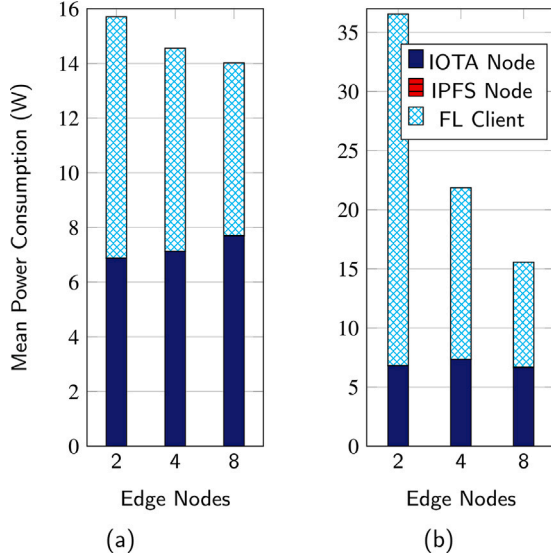 Mean Power Consumption (W)
16
14
12
10
8
6
4
2
0
2 4 8
Edge Nodes
(a)
35
30
25
20
15
10
5
0
IOTA Node
IPFS Node
FL Client
2 4 8
Edge Nodes
(b)